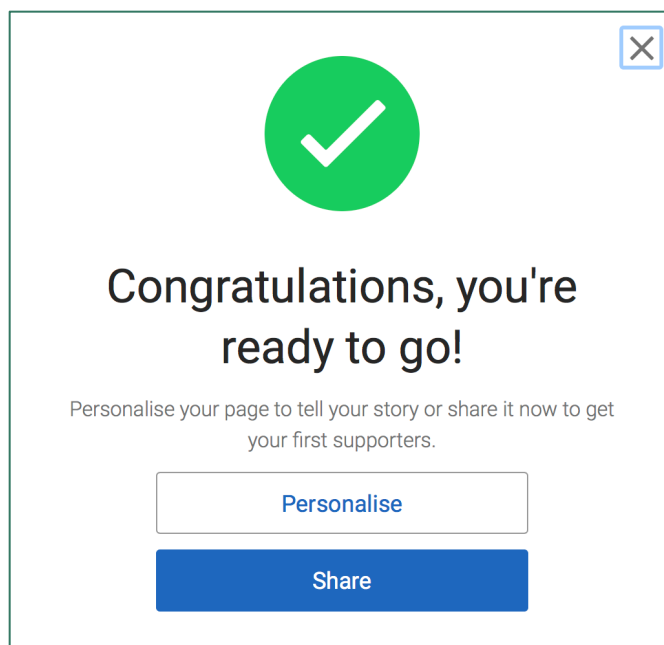 Congratulations, you're
ready to go!
Personalise your page to tell your story or share it now to get
your first supporters.
Personalise
Share